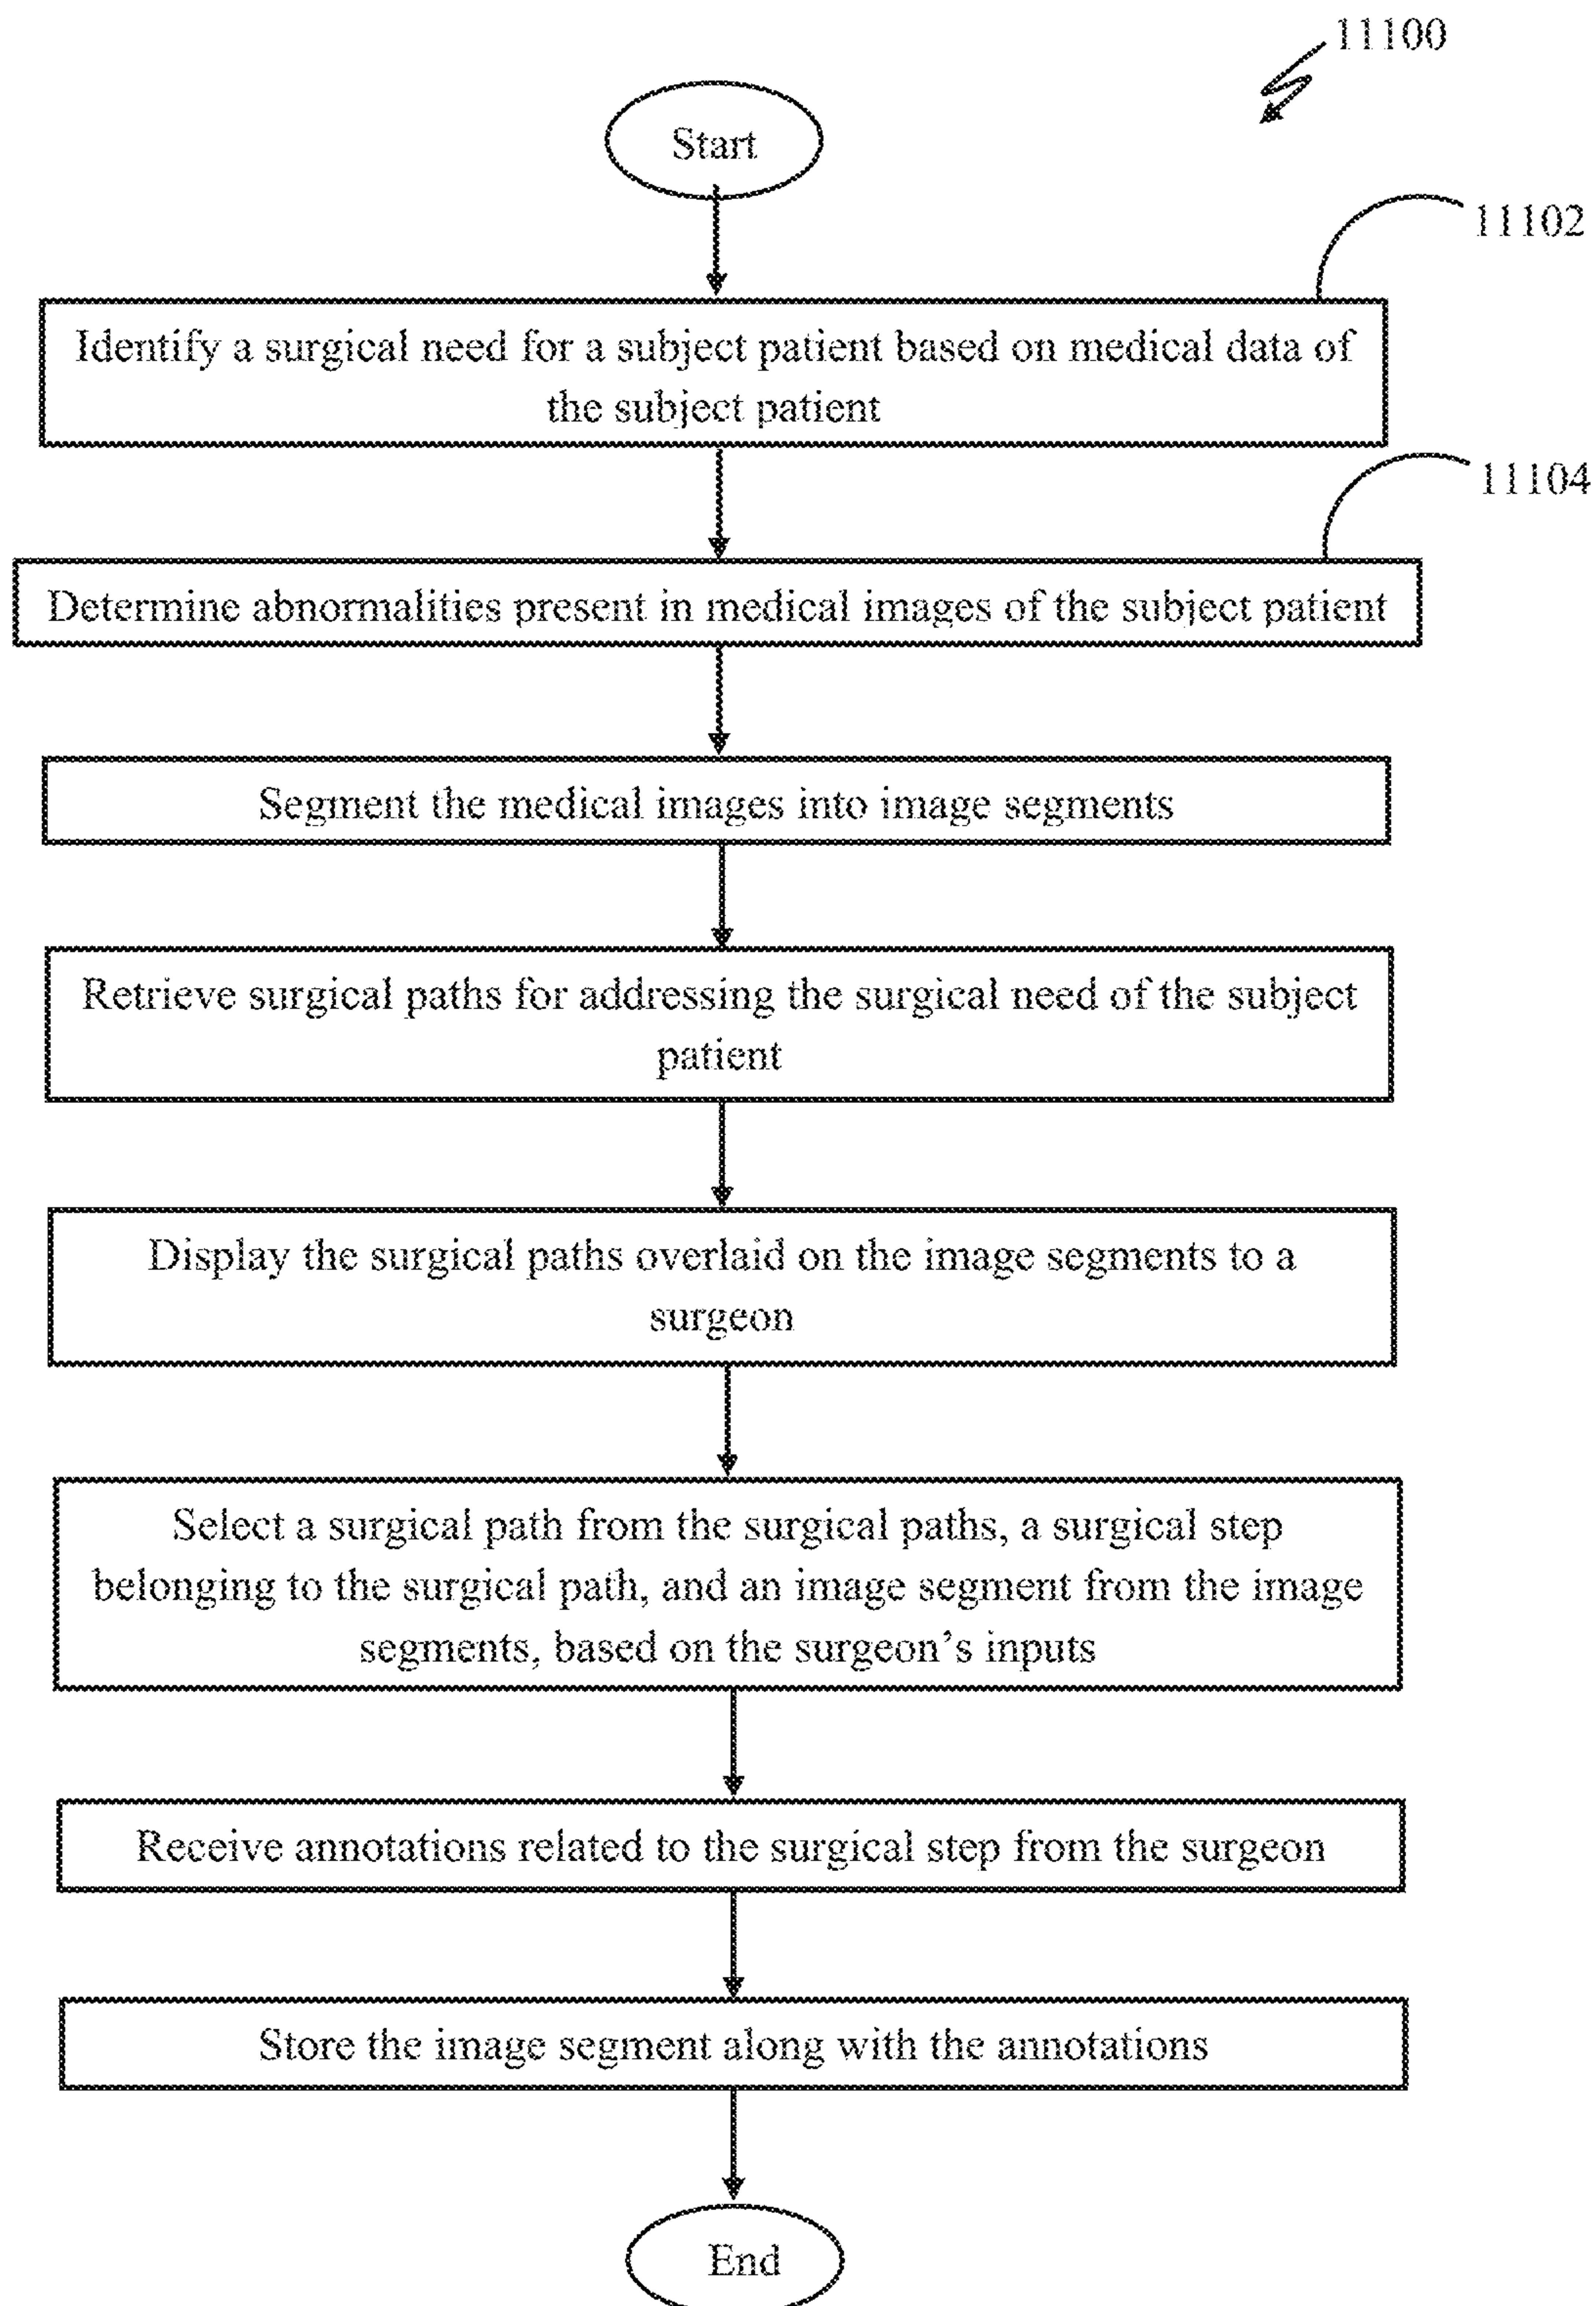 11100
Start
11102
Identify a surgical need for a subject patient based on medical data of
the subject patient
11104
Determine abnormalities present in medical images of the subject patient
Segment the medical images into image segments
Retrieve surgical paths for addressing the surgical need of the subject
patient
Display the surgical paths overlaid on the image segments to a
surgeon
Select a surgical path from the surgical paths, a surgical step
belonging to the surgical path, and an image segment from the image
segments, based on the surgeon's inputs
Receive annotations related to the surgical step from the surgeon
Store the image segment along with the annotations
End